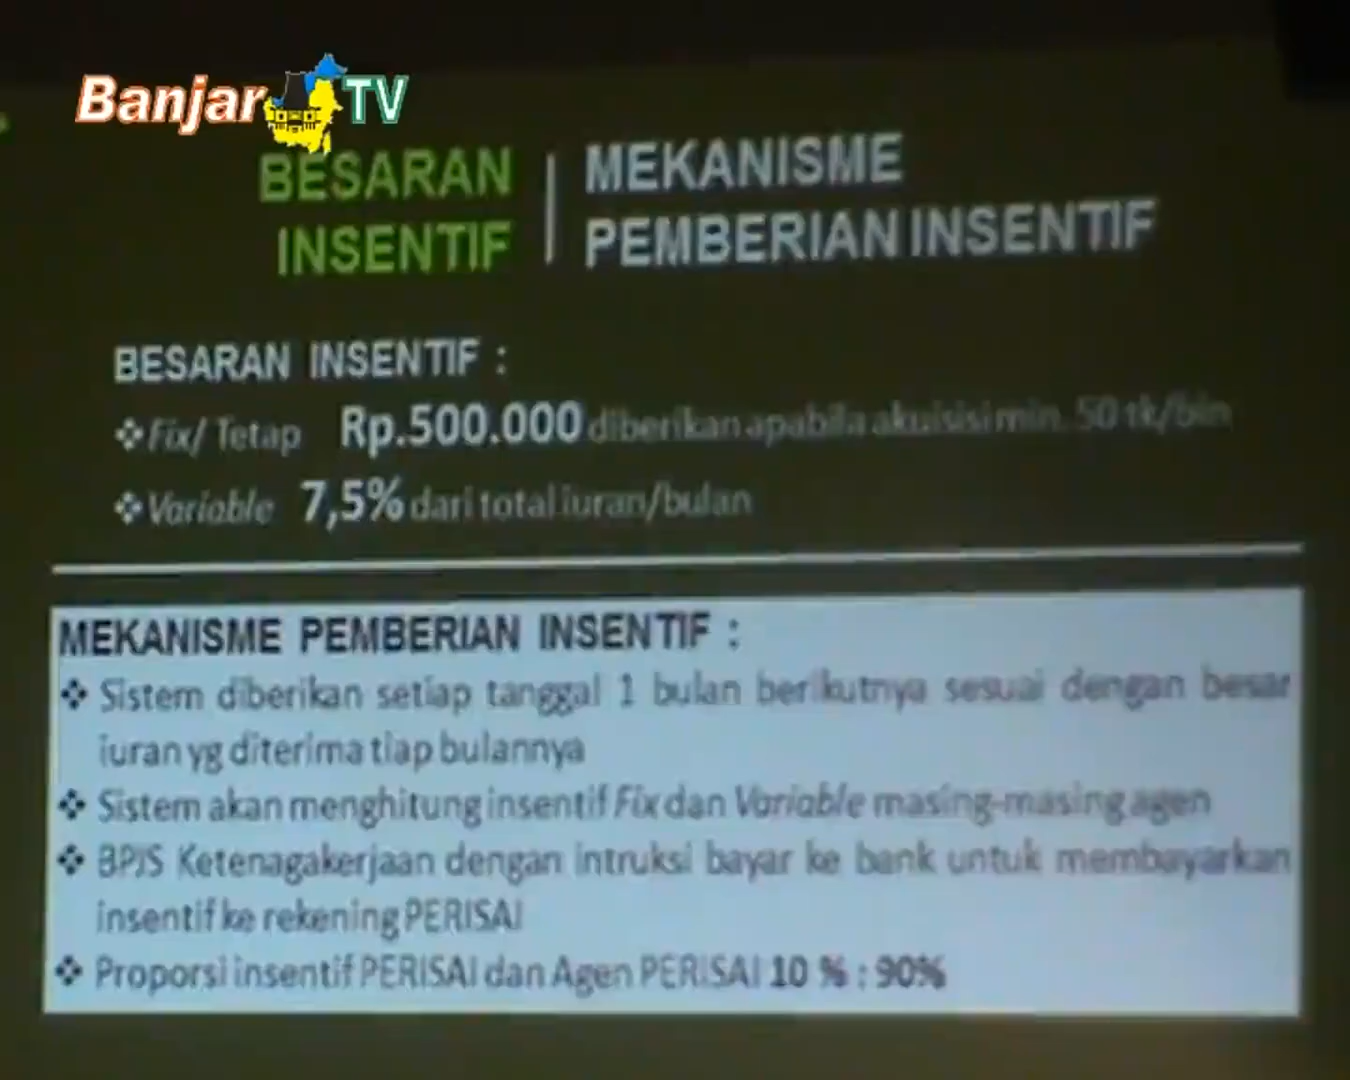 Banjar TV
BESARAN
INSENTIF
MEKANISME
PEMBERIAN INSENTIF
BESARAN INSENTIF :
❖ Fix/ Tetap Rp.500.000 diberikan apabila akuisisi min. 50 tk/bln
❖ Variable 7,5% dari total iuran/bulan
MEKANISME PEMBERIAN INSENTIF :
❖ Sistem diberikan setiap tanggal 1 bulan berikutnya sesuai dengan besar
iuran yg diterima tiap bulannya
❖ Sistem akan menghitung insentif Fix dan Variable masing-masing agen
❖ BPJS Ketenagakerjaan dengan intruksi bayar ke bank untuk membayarkan
insentif ke rekening PERISAI
❖ Proporsi insentif PERISAI dan Agen PERISAI 10 % : 90%